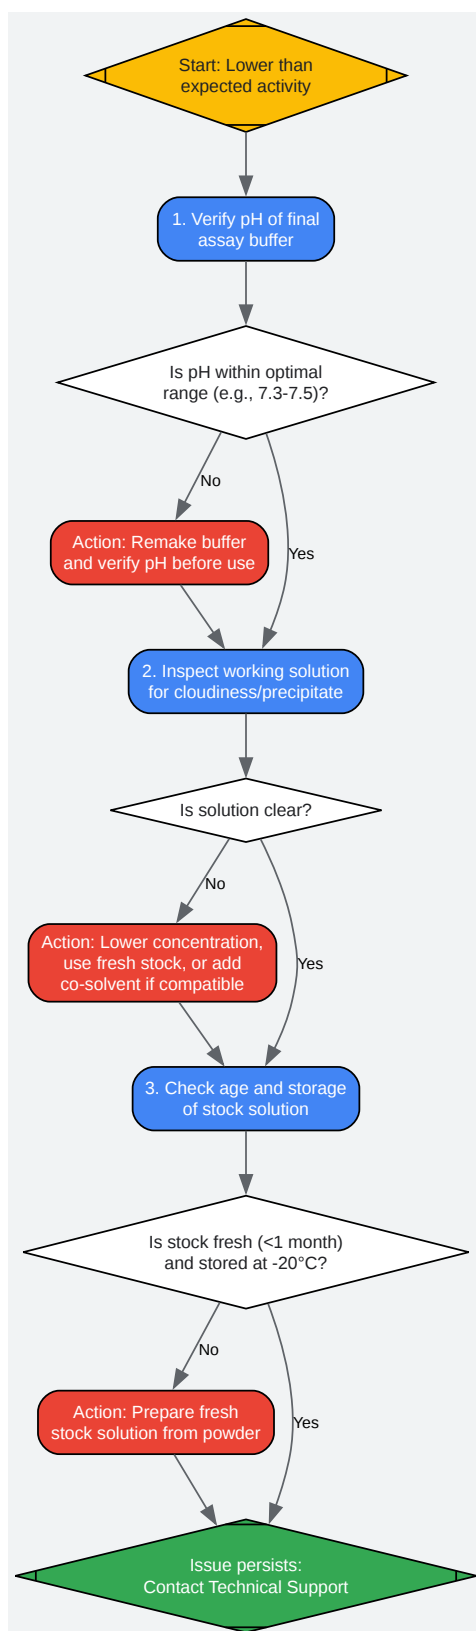 Start: Lower than
expected activity
1. Verify pH of final
assay buffer
Is pH within optimal
range (e.g., 7.3-7.5)?
No
Action: Remake buffer
and verify pH before use
Yes
2. Inspect working solution
for cloudiness/precipitate
Is solution clear?
No
Action: Lower concentration,
use fresh stock, or add
co-solvent if compatible
Yes
3. Check age and storage
of stock solution
Is stock fresh (<1 month)
and stored at -20°C?
No
Action: Prepare fresh
stock solution from powder
Yes
Issue persists:
Contact Technical Support